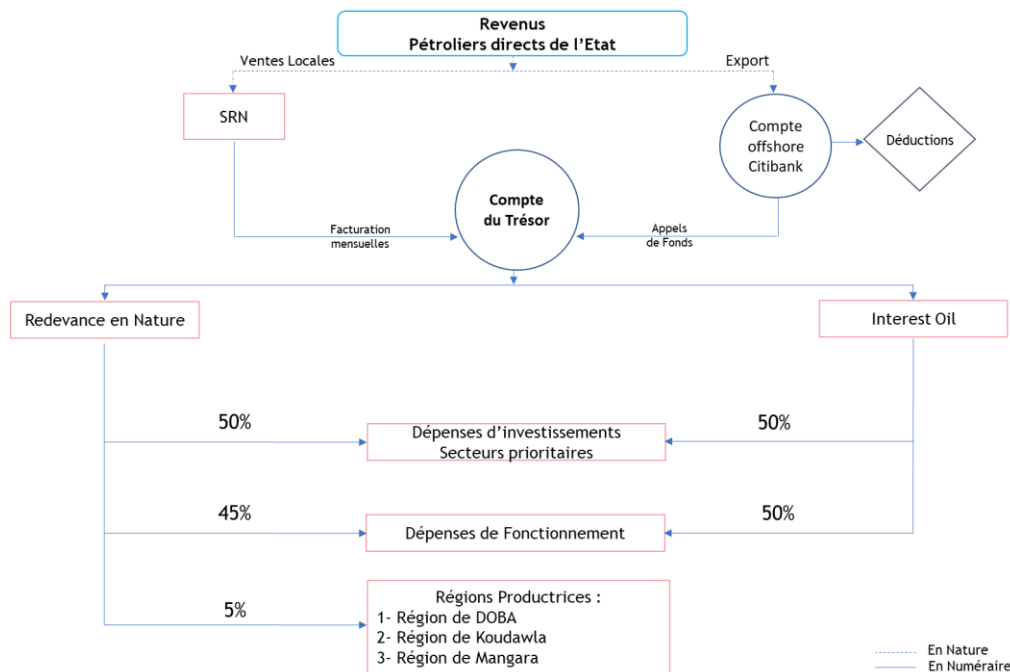 Revenus
Pétroliers directs de l’Etat
Ventes Locales
Export
SRN
Compte
offshore
Citibank
Déductions
Compte
du Trésor
Facturation
mensuelles
Appels
de Fonds
Redevance en Nature
Interest Oil
50%
Dépenses d’investissements
Secteurs prioritaires
50%
45%
Dépenses de Fonctionnement
50%
5%
Régions Productrices :
1- Région de DOBA
2- Région de Koudawla
3- Région de Mangara
En Nature
En Numéraire